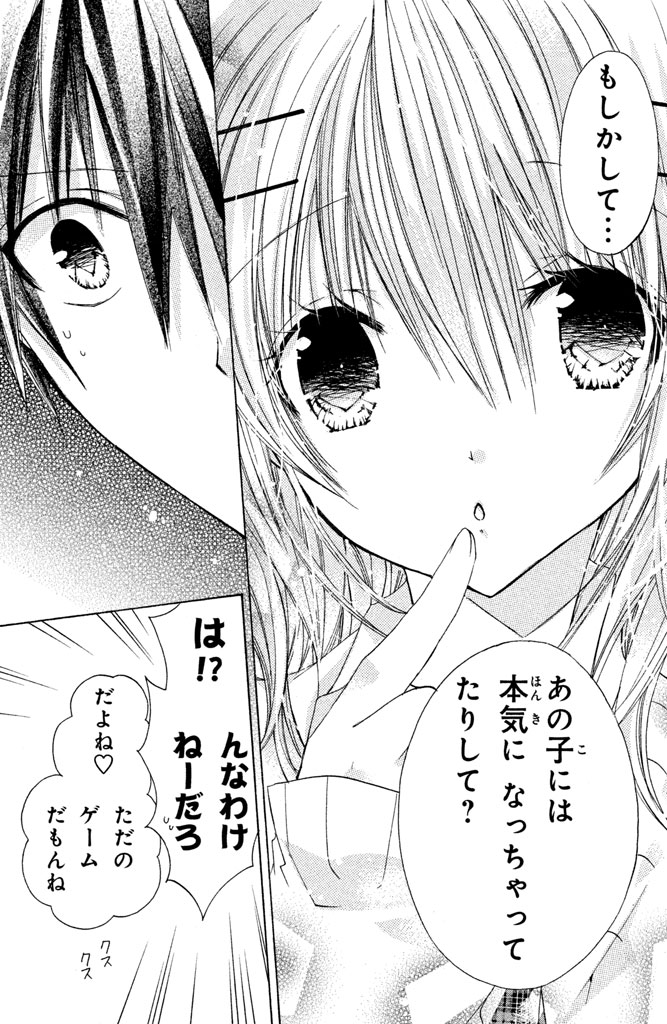 もしかして…
あの子には
本気に なっちゃって
たりして?
は!?
んなわけ
ねーだろ
だよね♡
ただの
ゲーム
だもんね
クス
クス